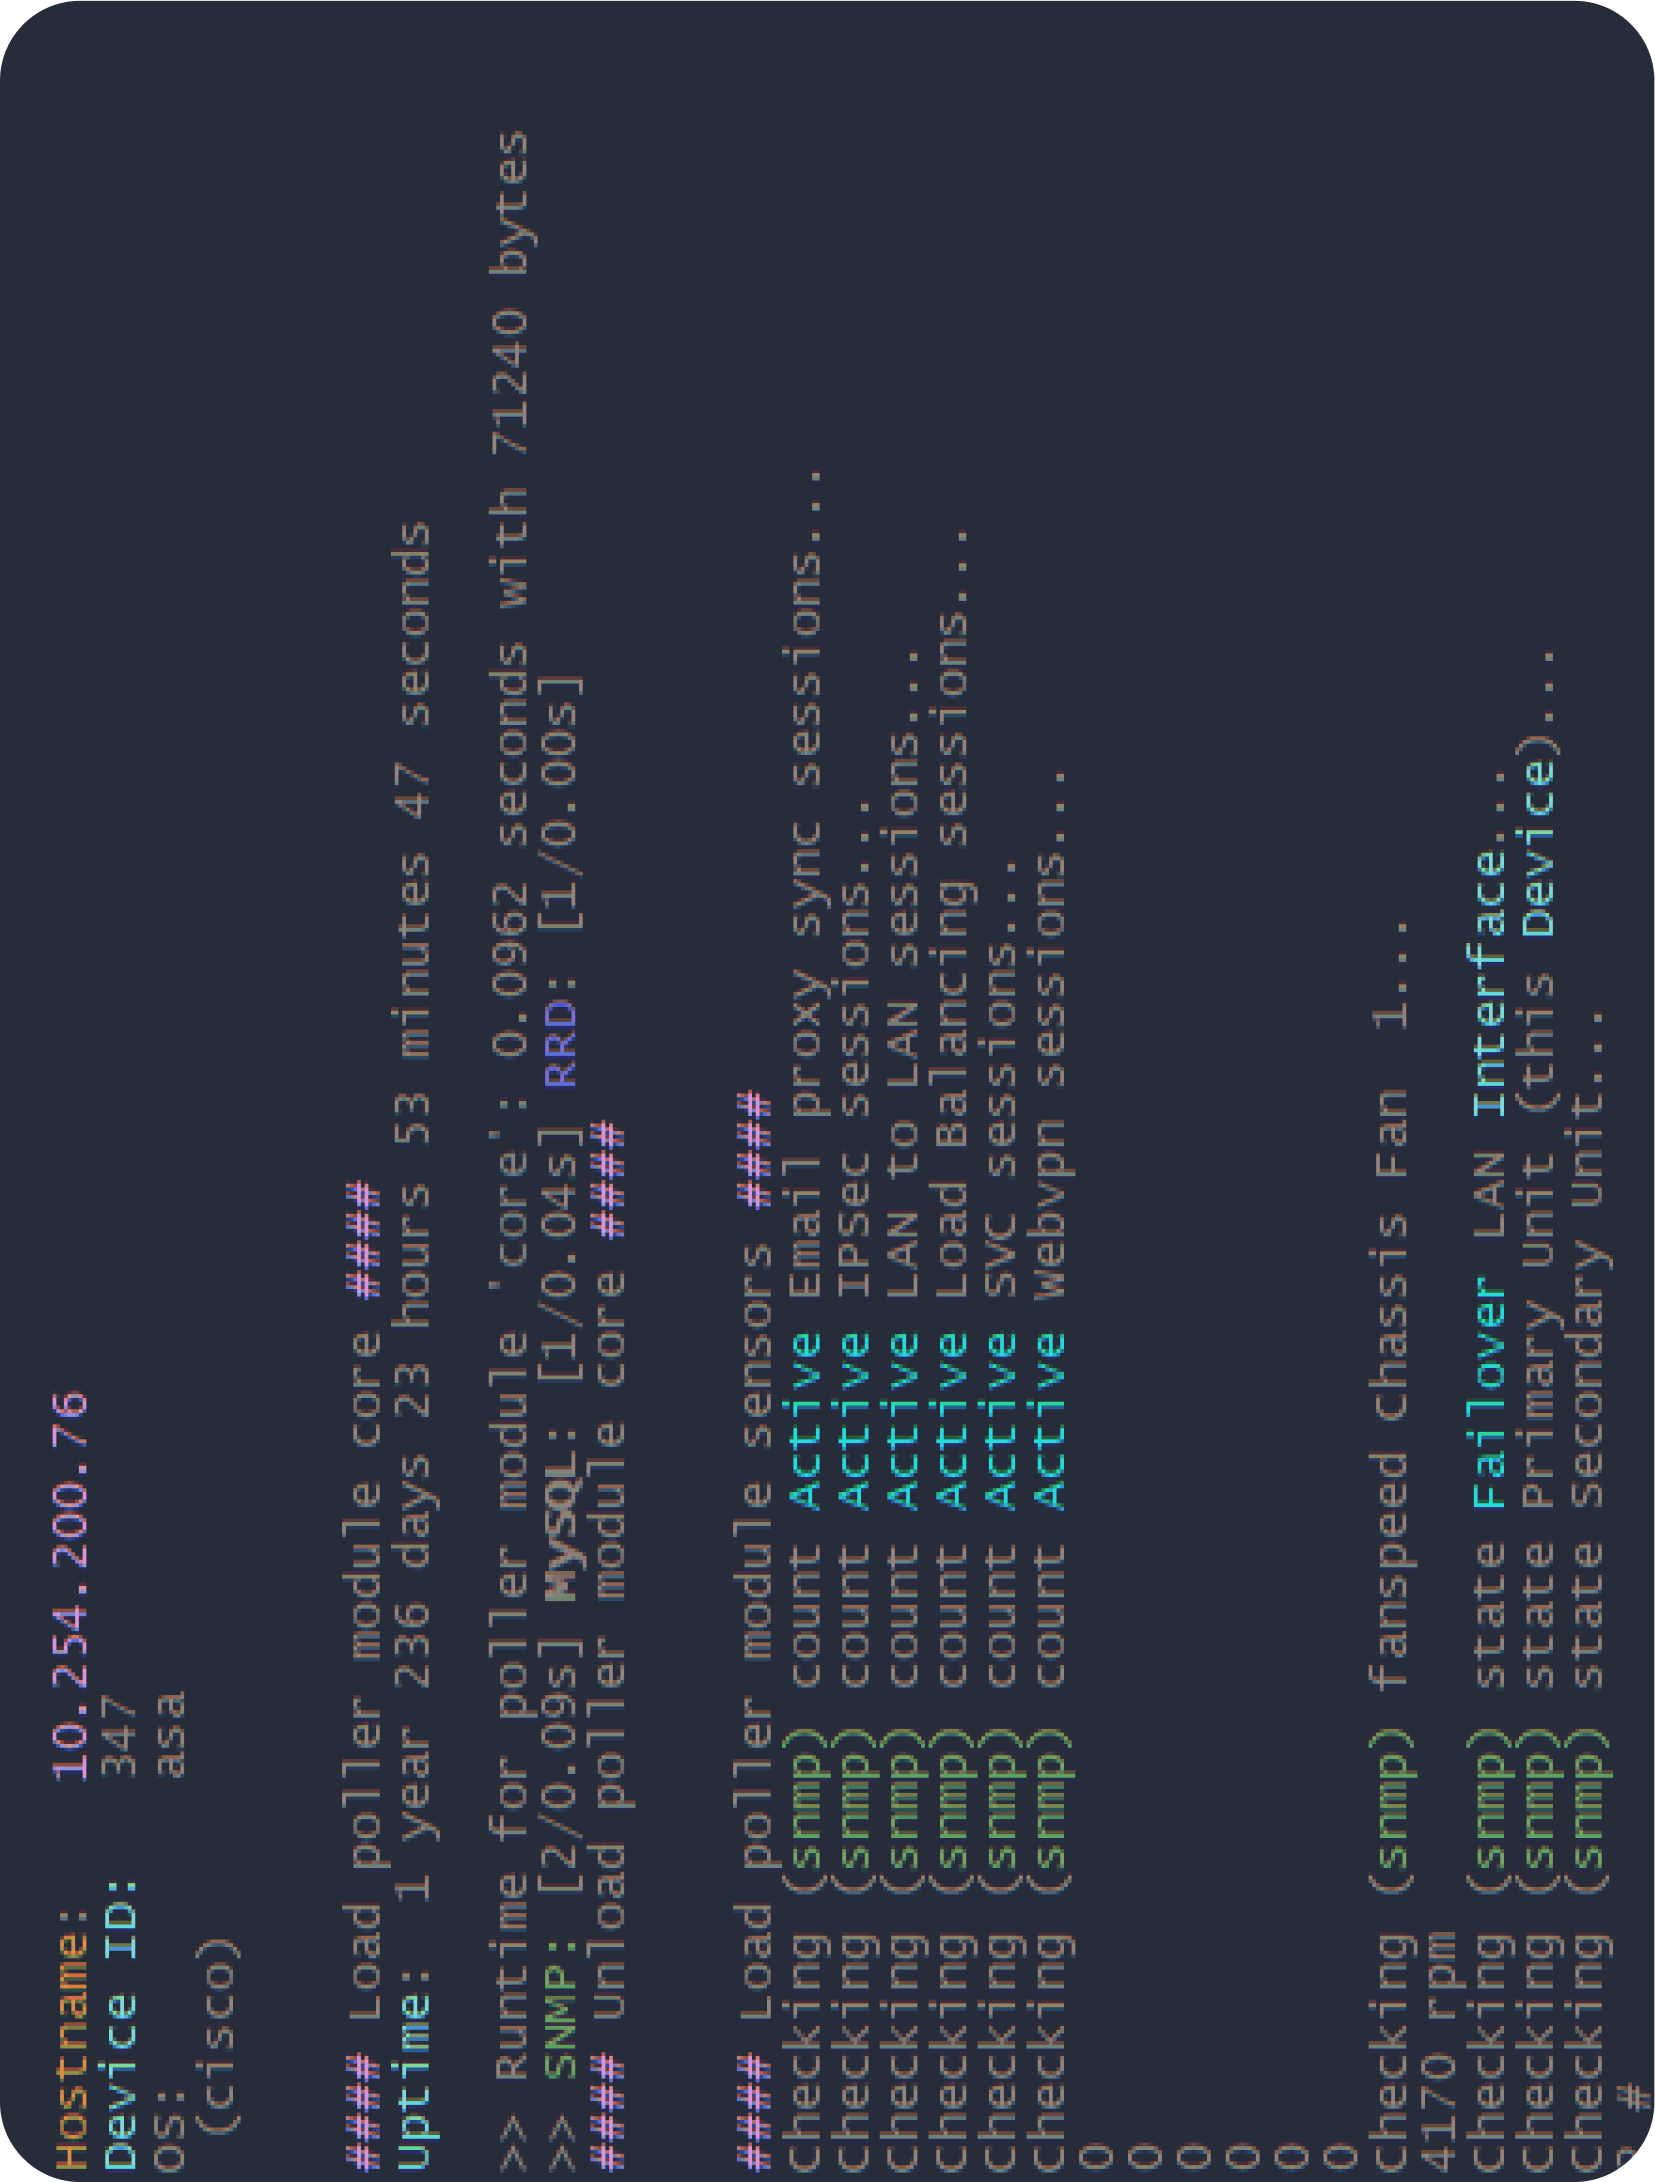 Hostname:    10.254.200.76
Device ID:   347
OS:          asa
 (cisco)
#### Load poller module core ####
Uptime: 1 year 236 days 23 hours 53 minutes 47 seconds
>> Runtime for poller module 'core': 0.0962 seconds with 71240 bytes
>> SNMP: [2/0.09s] MySQL: [1/0.04s] RRD: [1/0.00s]
#### Unload poller module core ####
#### Load poller module sensors ####
Checking (snmp) count Active Email proxy sync sessions...
Checking (snmp) count Active IPSec sessions...
Checking (snmp) count Active LAN to LAN sessions...
Checking (snmp) count Active Load Balancing sessions...
Checking (snmp) count Active SVC sessions...
Checking (snmp) count Active Webvpn sessions...
0
0
0
0
0
0
Checking (snmp) fanspeed Chassis Fan 1...
4170 rpm
Checking (snmp) state Failover LAN Interface...
Checking (snmp) state Primary unit (this Device)...
Checking (snmp) state Secondary unit...
#